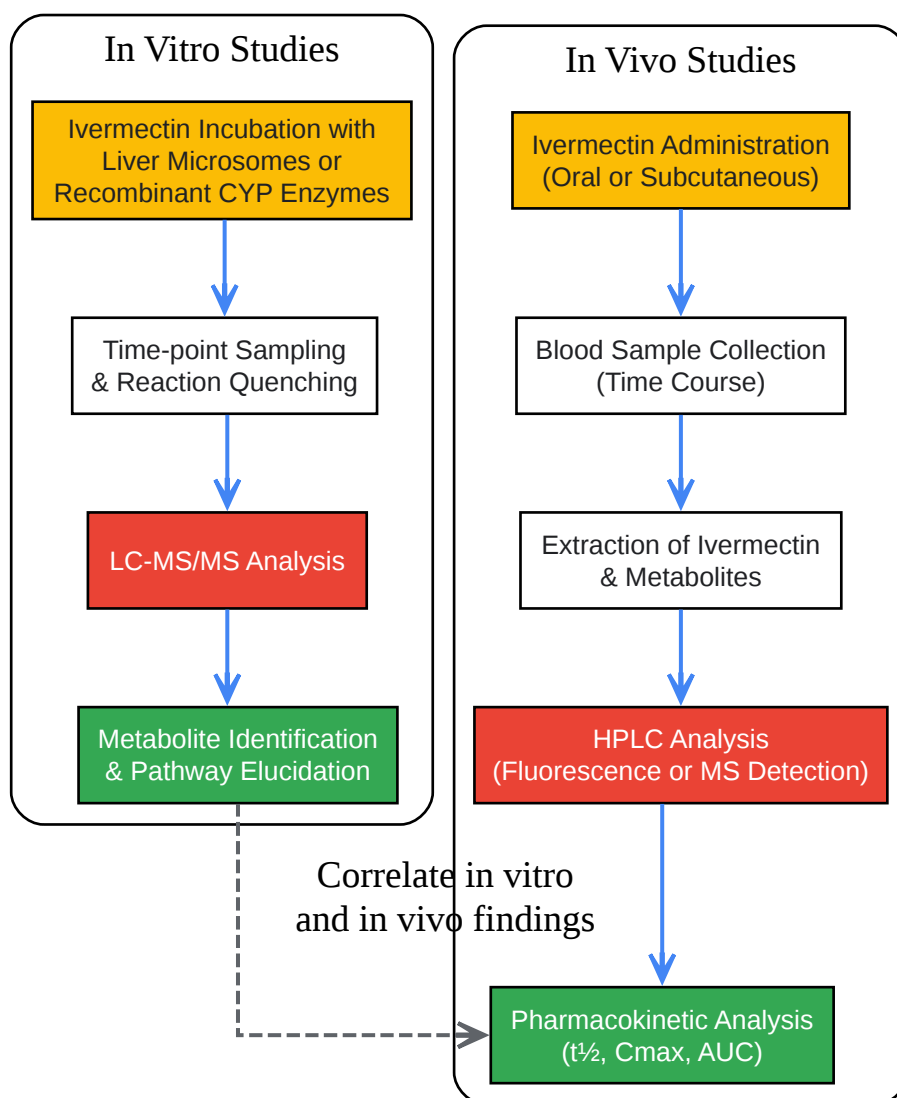 In Vitro Studies
Ivermectin Incubation with
Liver Microsomes or
Recombinant CYP Enzymes
Time-point Sampling
& Reaction Quenching
LC-MS/MS Analysis
Metabolite Identification
& Pathway Elucidation
In Vivo Studies
Ivermectin Administration
(Oral or Subcutaneous)
Blood Sample Collection
(Time Course)
Extraction of Ivermectin
& Metabolites
HPLC Analysis
(Fluorescence or MS Detection)
Correlate in vitro
and in vivo findings
Pharmacokinetic Analysis
(t½, Cmax, AUC)